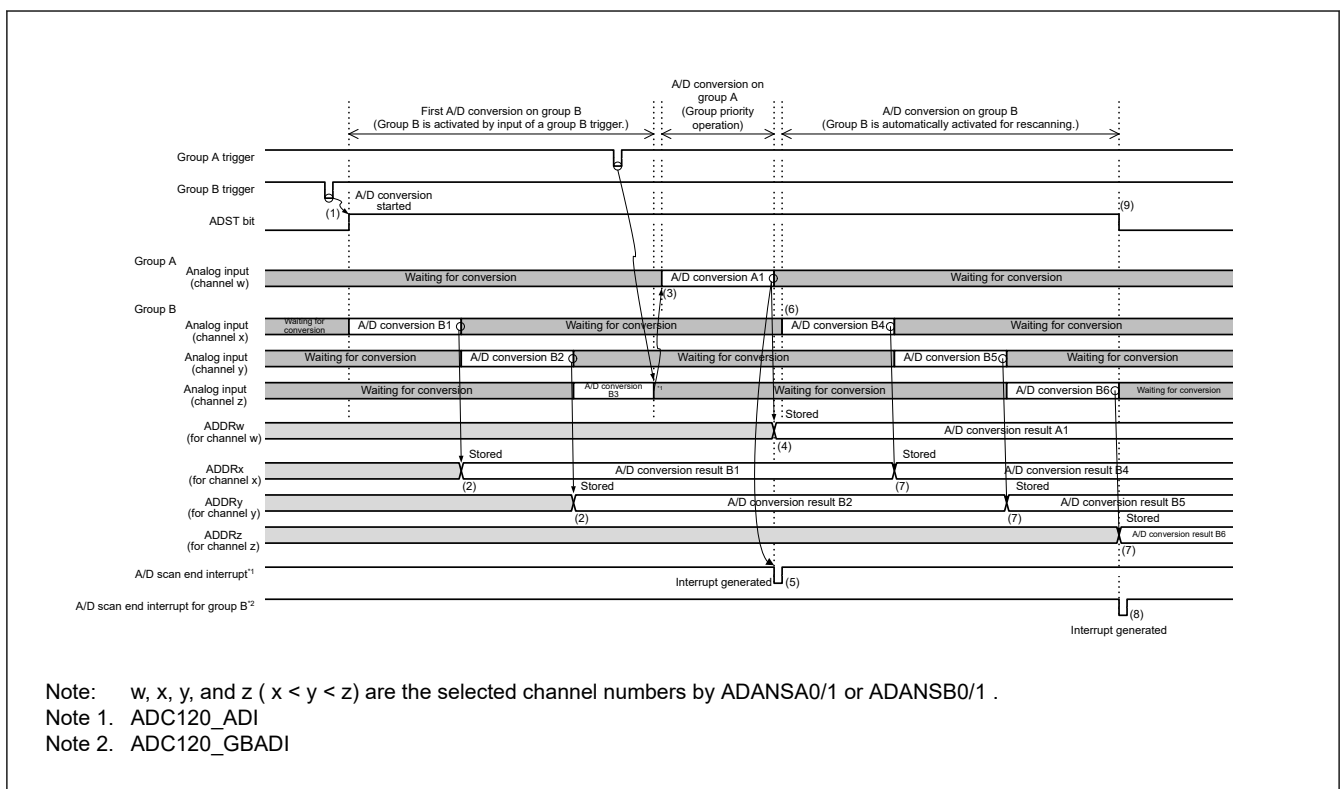 A/D conversion on
group A
(Group priority
operation)
First A/D conversion on group B
(Group B is activated by input of a group B trigger.)
A/D conversion on group B
(Group B is automatically activated for rescanning.)
Group A trigger
Group B trigger
(1)
A/D conversion
started
ADST bit
(9)
Group A
Analog input
(channel w)
Waiting for conversion
A/D conversion A1
Waiting for conversion
(3)
Group B
(6)
Analog input
(channel x)
Waiting for
conversion
A/D conversion B1
Waiting for conversion
A/D conversion B4
Waiting for conversion
Analog input
(channel y)
Waiting for conversion
A/D conversion B2
Waiting for conversion
A/D conversion B5
Waiting for conversion
Analog input
(channel z)
Waiting for conversion
A/D conversion
B3
*1
Waiting for conversion
A/D conversion B6
Waiting for conversion
ADDRw
(for channel w)
Stored
A/D conversion result A1
(4)
ADDRx
(for channel x)
Stored
A/D conversion result B1
Stored
A/D conversion result B4
(2)
(7)
ADDRy
(for channel y)
Stored
A/D conversion result B2
Stored
A/D conversion result B5
(2)
(7)
ADDRz
(for channel z)
Stored
A/D conversion result B6
(7)
A/D scan end interrupt*1
Interrupt generated
(5)
A/D scan end interrupt for group B*2
(8)
Interrupt generated
Note: w, x, y, and z ( x < y < z) are the selected channel numbers by ADANSA0/1 or ADANSB0/1 .
Note 1. ADC120_ADI
Note 2. ADC120_GBADI